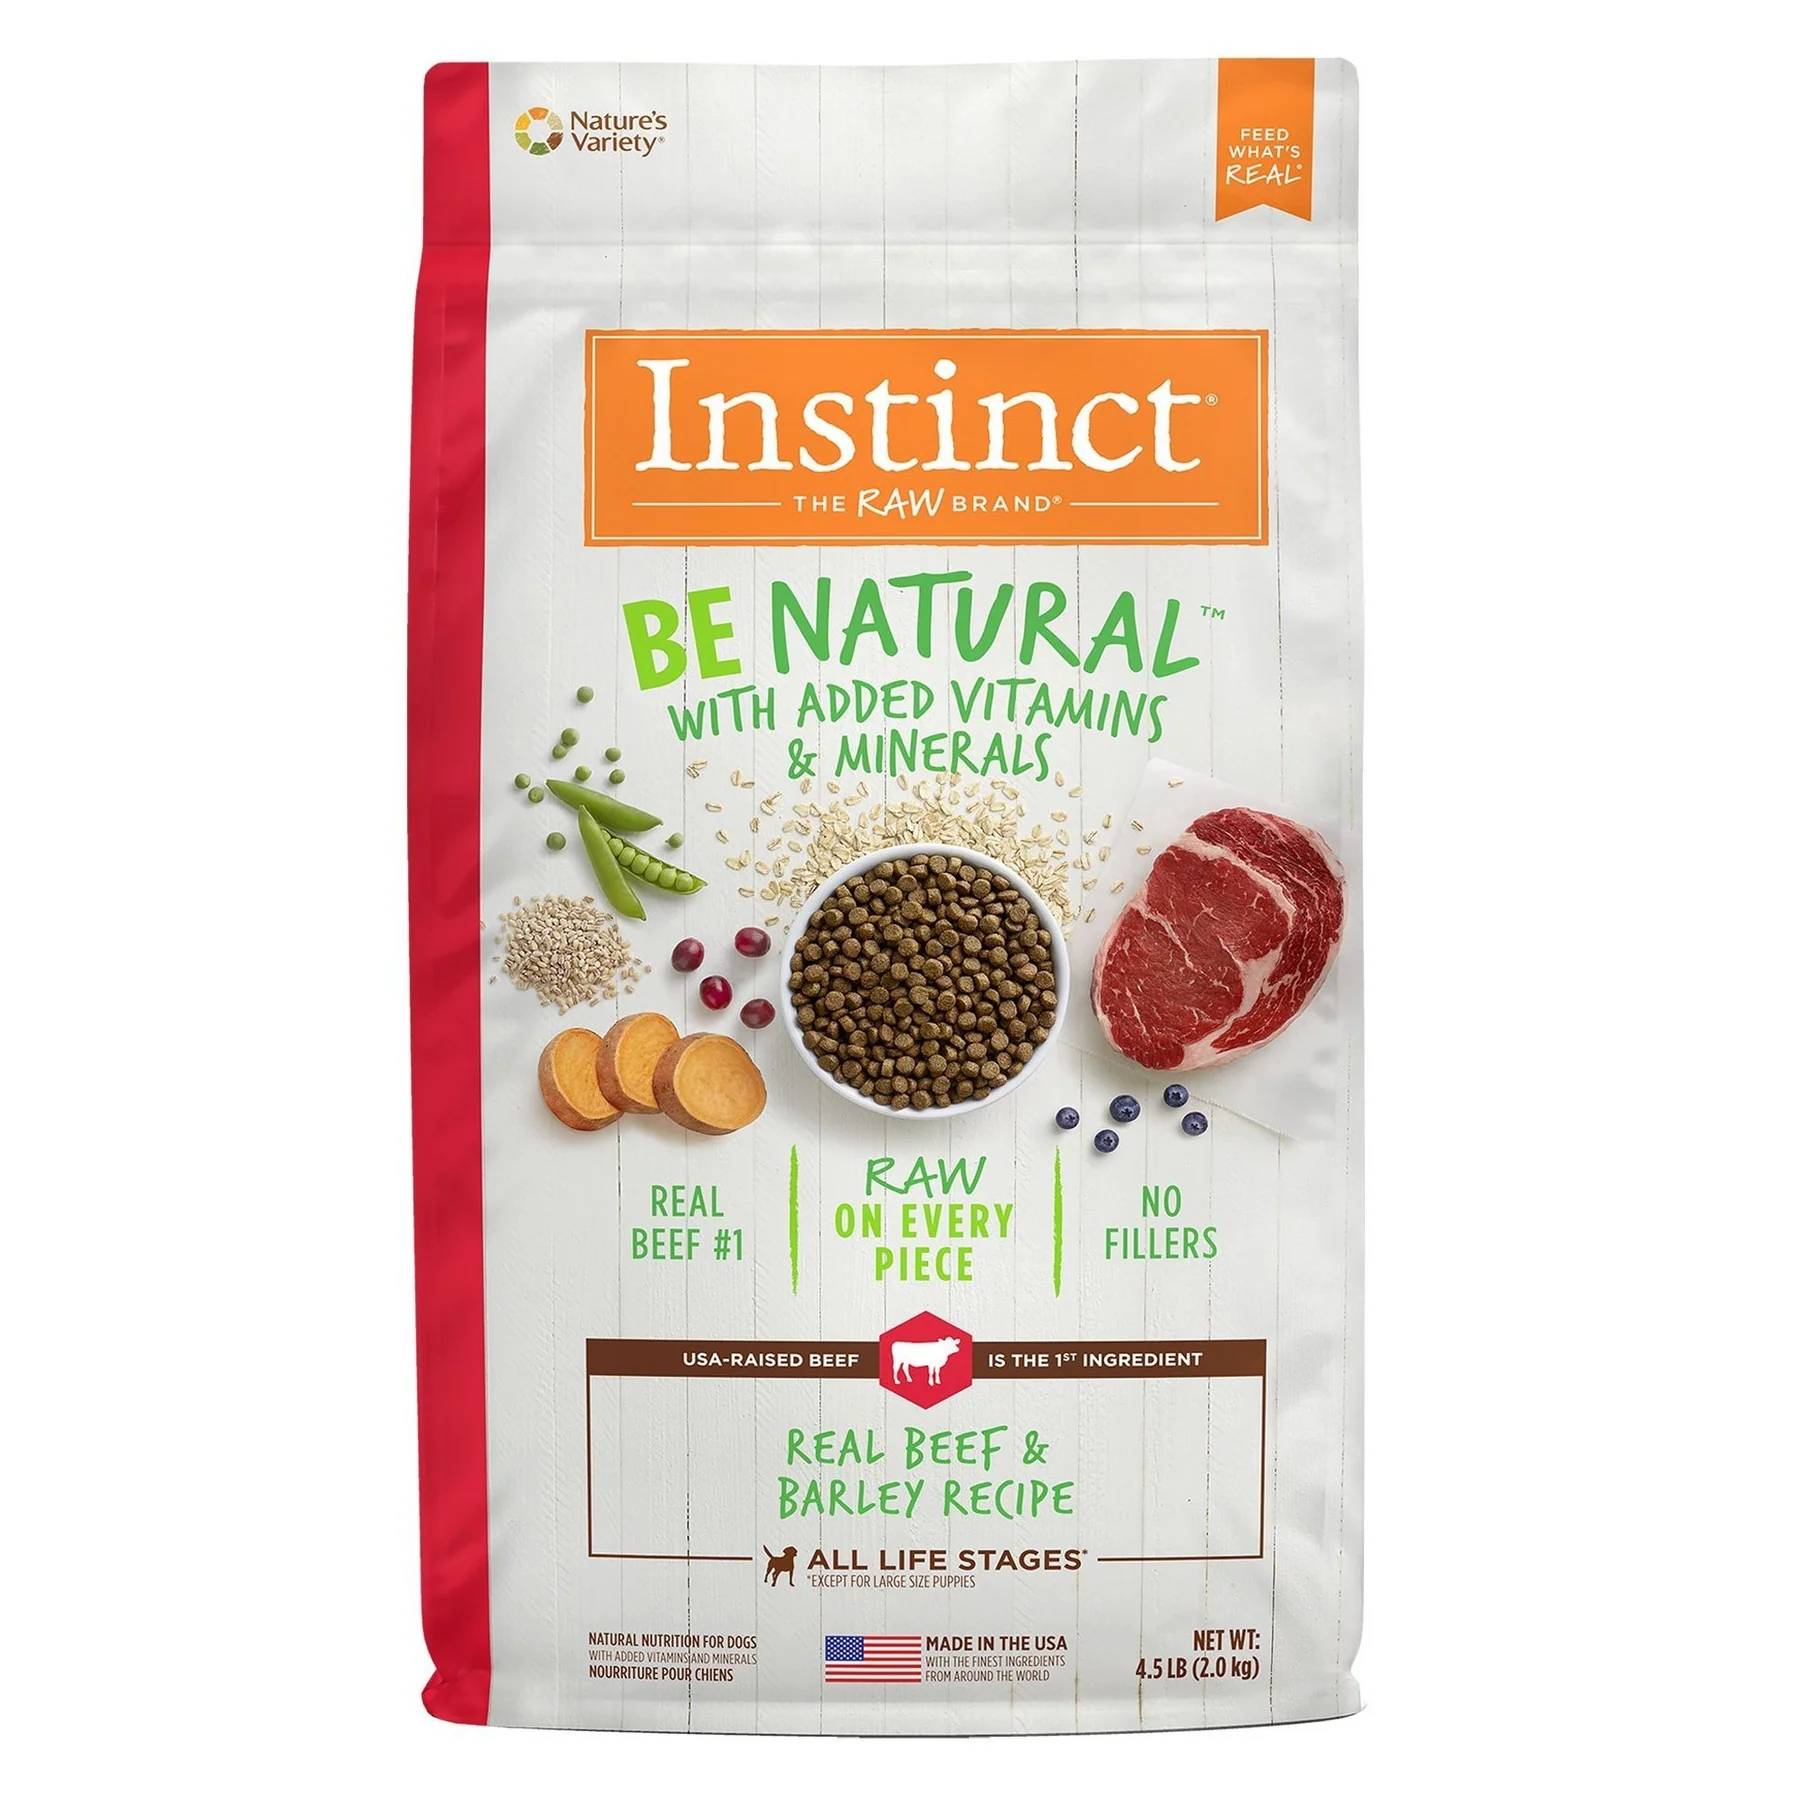 Nature's
Variety®
FEED
WHAT'S
REAL®
Instinct®
THE RAW BRAND®
BE NATURAL™
WITH ADDED VITAMINS
& MINERALS
REAL
BEEF #1
RAW
ON EVERY
PIECE
NO
FILLERS
USA-RAISED BEEF IS THE 1ST INGREDIENT
REAL BEEF &
BARLEY RECIPE
ALL LIFE STAGES*
*EXCEPT FOR LARGE SIZE PUPPIES
NATURAL NUTRITION FOR DOGS
WITH ADDED VITAMINS AND MINERALS
NOURRITURE POUR CHIENS
MADE IN THE USA
WITH THE FINEST INGREDIENTS
FROM AROUND THE WORLD
NET WT:
4.5 LB (2.0 kg)